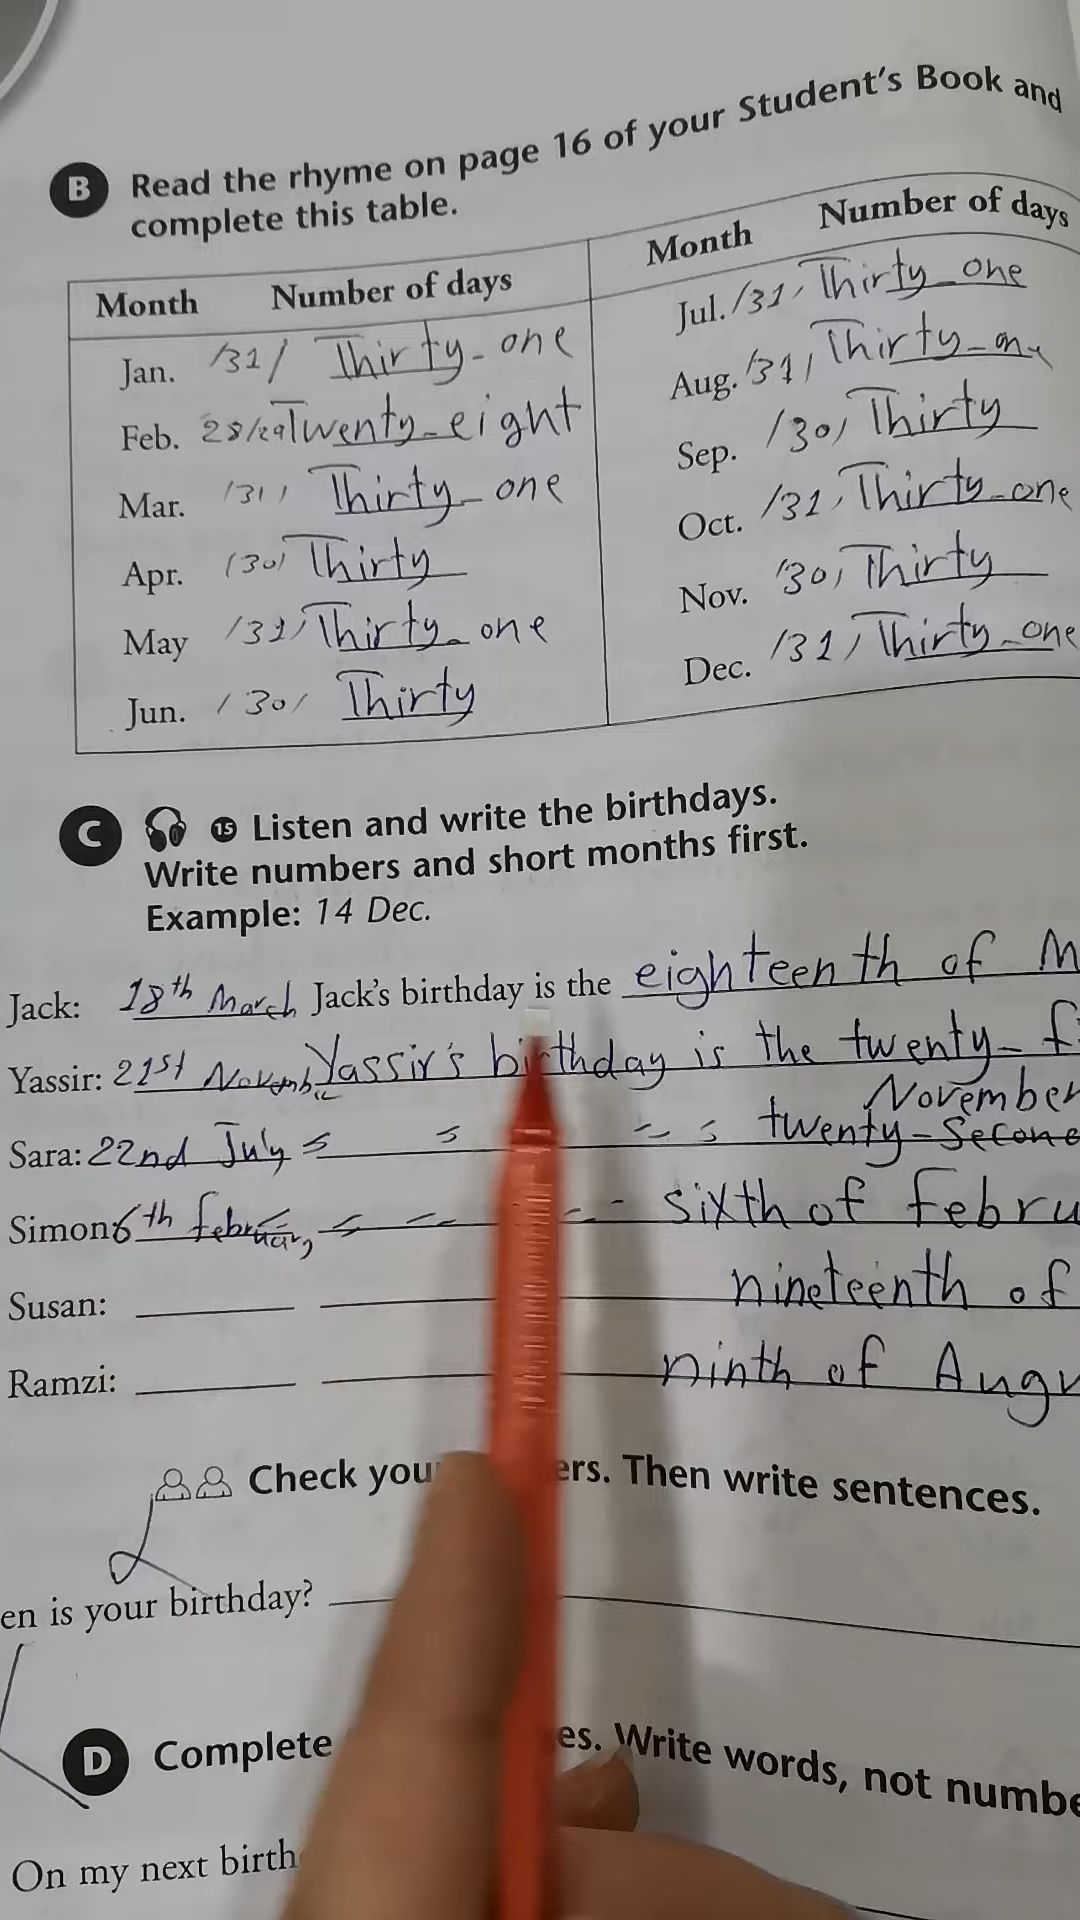 B Read the rhyme on page 16 of your Student's Book and
complete this table.
Month Number of days
Jan. /31/ Thirty-one
Feb. 28/29 Twenty-eight
Mar. /31/ Thirty-one
Apr. /30/ Thirty
May /31/ Thirty-one
Jun. /30/ Thirty
Month Number of days
Jul. /31/ Thirty-one
Aug. /31/ Thirty-one
Sep. /30/ Thirty
Oct. /31/ Thirty-one
Nov. /30/ Thirty
Dec. /31/ Thirty-one
C 15 Listen and write the birthdays.
Write numbers and short months first.
Example: 14 Dec.
Jack: 18th March Jack's birthday is the eighteenth of M
Yassir: 21st Yassir's birthday is the twenty-f
November
Sara: 22nd July twenty-Second
Simon 6th February sixth of Febru
Susan: nineteenth of
Ramzi: ninth of Augu
Check you ers. Then write sentences.
en is your birthday?
D Complete es. Write words, not numbe
On my next birth